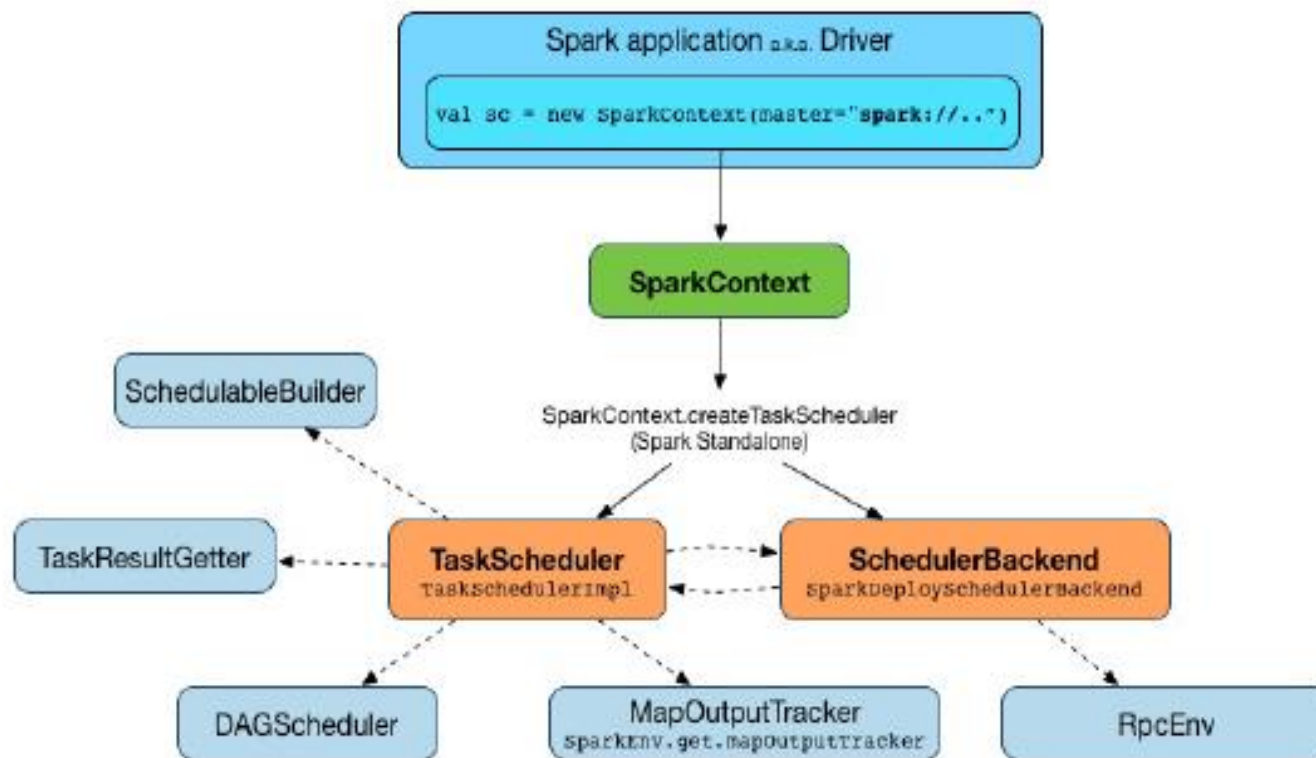 Spark application a.k.a. Driver
val sc = new SparkContext(master="spark://..")
SparkContext
SchedulableBuilder
SparkContext.createTaskScheduler
(Spark Standalone)
TaskResultGetter
TaskScheduler
TaskSchedulerImpl
SchedulerBackend
SparkDeploySchedulerBackend
DAGScheduler
MapOutputTracker
SparkEnv.get.mapOutputTracker
RpcEnv